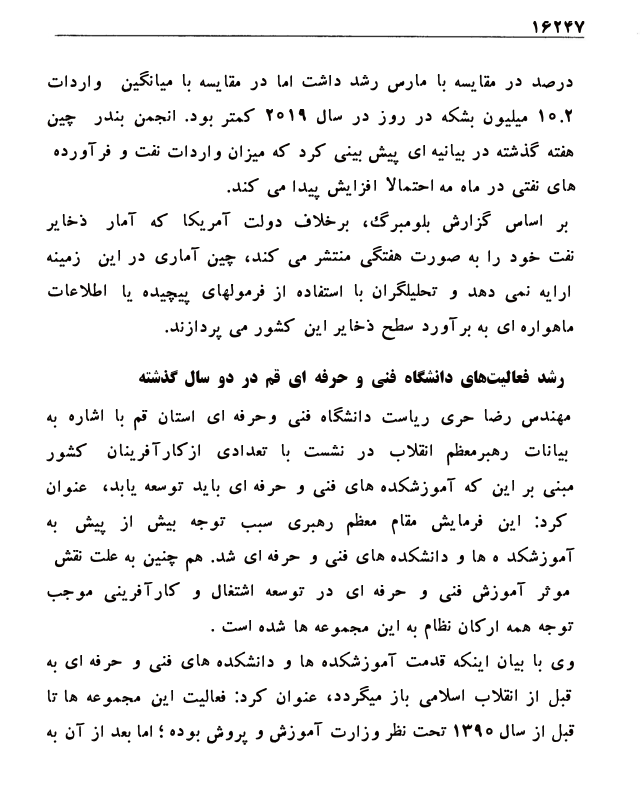 ۱۶۲۴۷
درصد در مقایسه با مارس رشد داشت اما در مقایسه با میانگین واردات
۱۰.۲ میلیون بشکه در روز در سال ۲۰۱۹ کمتر بود. انجمن بندر چین
هفته گذشته در بیانیه ای پیش بینی کرد که میزان واردات نفت و فرآورده
های نفتی در ماه مه احتمالا افزایش پیدا می کند.
بر اساس گزارش بلومبرگ، برخلاف دولت آمریکا که آمار ذخایر
نفت خود را به صورت هفتگی منتشر می کند، چین آماری در این زمینه
ارایه نمی دهد و تحلیلگران با استفاده از فرمولهای پیچیده یا اطلاعات
ماهواره ای به برآورد سطح ذخایر این کشور می پردازند.
رشد فعالیت‌های دانشگاه فنی و حرفه ای قم در دو سال گذشته
مهندس رضا حری ریاست دانشگاه فنی وحرفه ای استان قم با اشاره به
بیانات رهبرمعظم انقلاب در نشست با تعدادی ازکارآفرینان کشور
مبنی بر این که آموزشکده های فنی و حرفه ای باید توسعه یابد، عنوان
کرد: این فرمایش مقام معظم رهبری سبب توجه بیش از پیش به
آموزشکد ه ها و دانشکده های فنی و حرفه ای شد. هم چنین به علت نقش
موثر آموزش فنی و حرفه ای در توسعه اشتغال و کارآفرینی موجب
توجه همه ارکان نظام به این مجموعه ها شده است .
وی با بیان اینکه قدمت آموزشکده ها و دانشکده های فنی و حرفه ای به
قبل از انقلاب اسلامی باز میگردد، عنوان کرد: فعالیت این مجموعه ها تا
قبل از سال ۱۳۹۰ تحت نظر وزارت آموزش و پروش بوده ؛ اما بعد از آن به